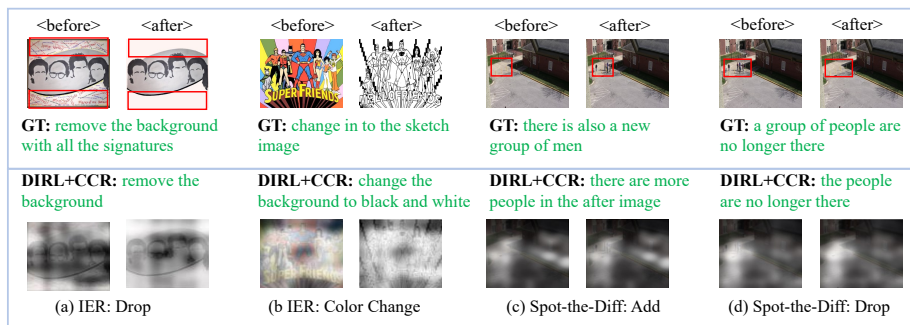 <before> <after> <before> <after> <before> <after> <before> <after>
SUPER FRIENDS
GT: remove the background with all the signatures
GT: change in to the sketch image
GT: there is also a new group of men
GT: a group of people are no longer there
DIRL+CCR: remove the background
DIRL+CCR: change the background to black and white
DIRL+CCR: there are more people in the after image
DIRL+CCR: the people are no longer there
SUPER FRIENDS
(a) IER: Drop
(b) IER: Color Change
(c) Spot-the-Diff: Add
(d) Spot-the-Diff: Drop